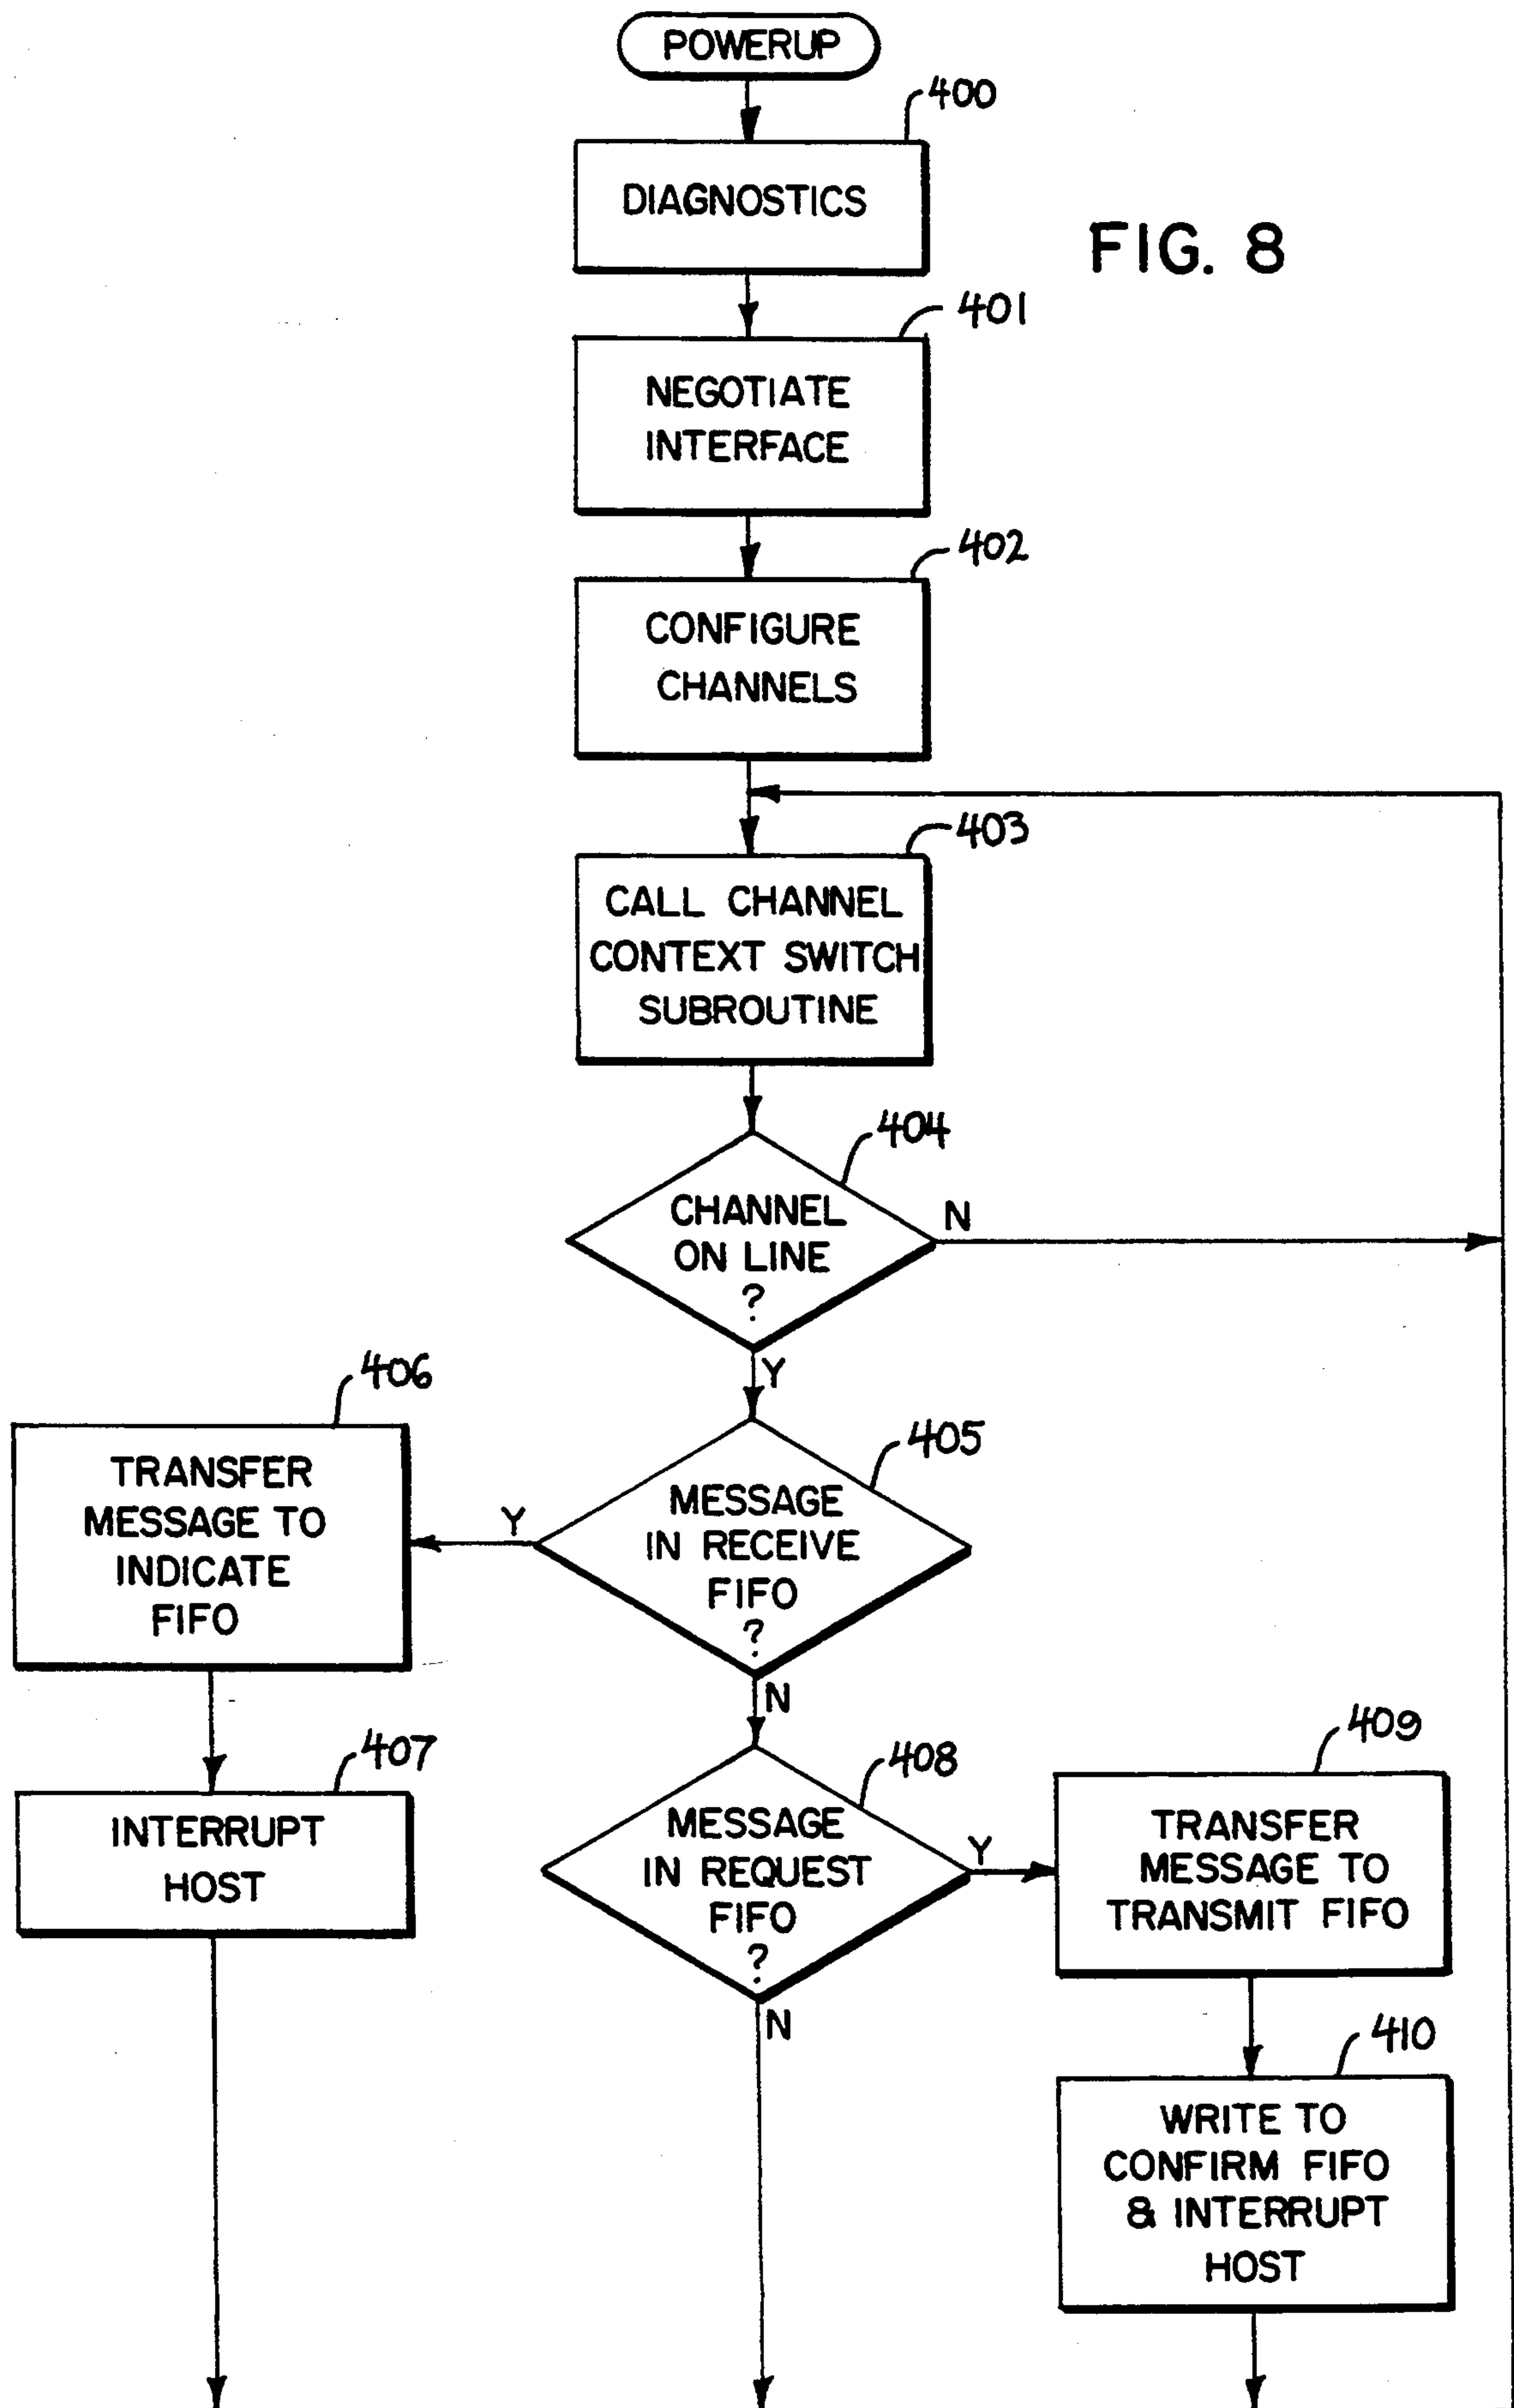 POWERUP
400
DIAGNOSTICS
FIG. 8
401
NEGOTIATE
INTERFACE
402
CONFIGURE
CHANNELS
403
CALL CHANNEL
CONTEXT SWITCH
SUBROUTINE
404
CHANNEL
ON LINE
?
N
Y
406
TRANSFER
MESSAGE TO
INDICATE
FIFO
405
MESSAGE
IN RECEIVE
FIFO
?
Y
N
407
INTERRUPT
HOST
408
MESSAGE
IN REQUEST
FIFO
?
Y
N
409
TRANSFER
MESSAGE TO
TRANSMIT FIFO
410
WRITE TO
CONFIRM FIFO
& INTERRUPT
HOST